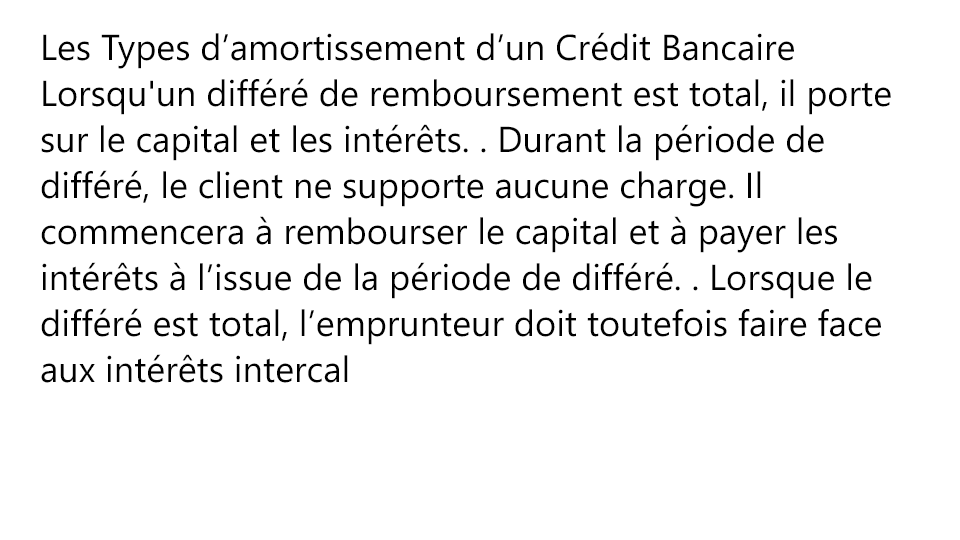 Les Types d’amortissement d’un Crédit Bancaire
Lorsqu'un différé de remboursement est total, il porte
sur le capital et les intérêts. . Durant la période de
différé, le client ne supporte aucune charge. Il
commencera à rembourser le capital et à payer les
intérêts à l’issue de la période de différé. . Lorsque le
différé est total, l’emprunteur doit toutefois faire face
aux intérêts intercal